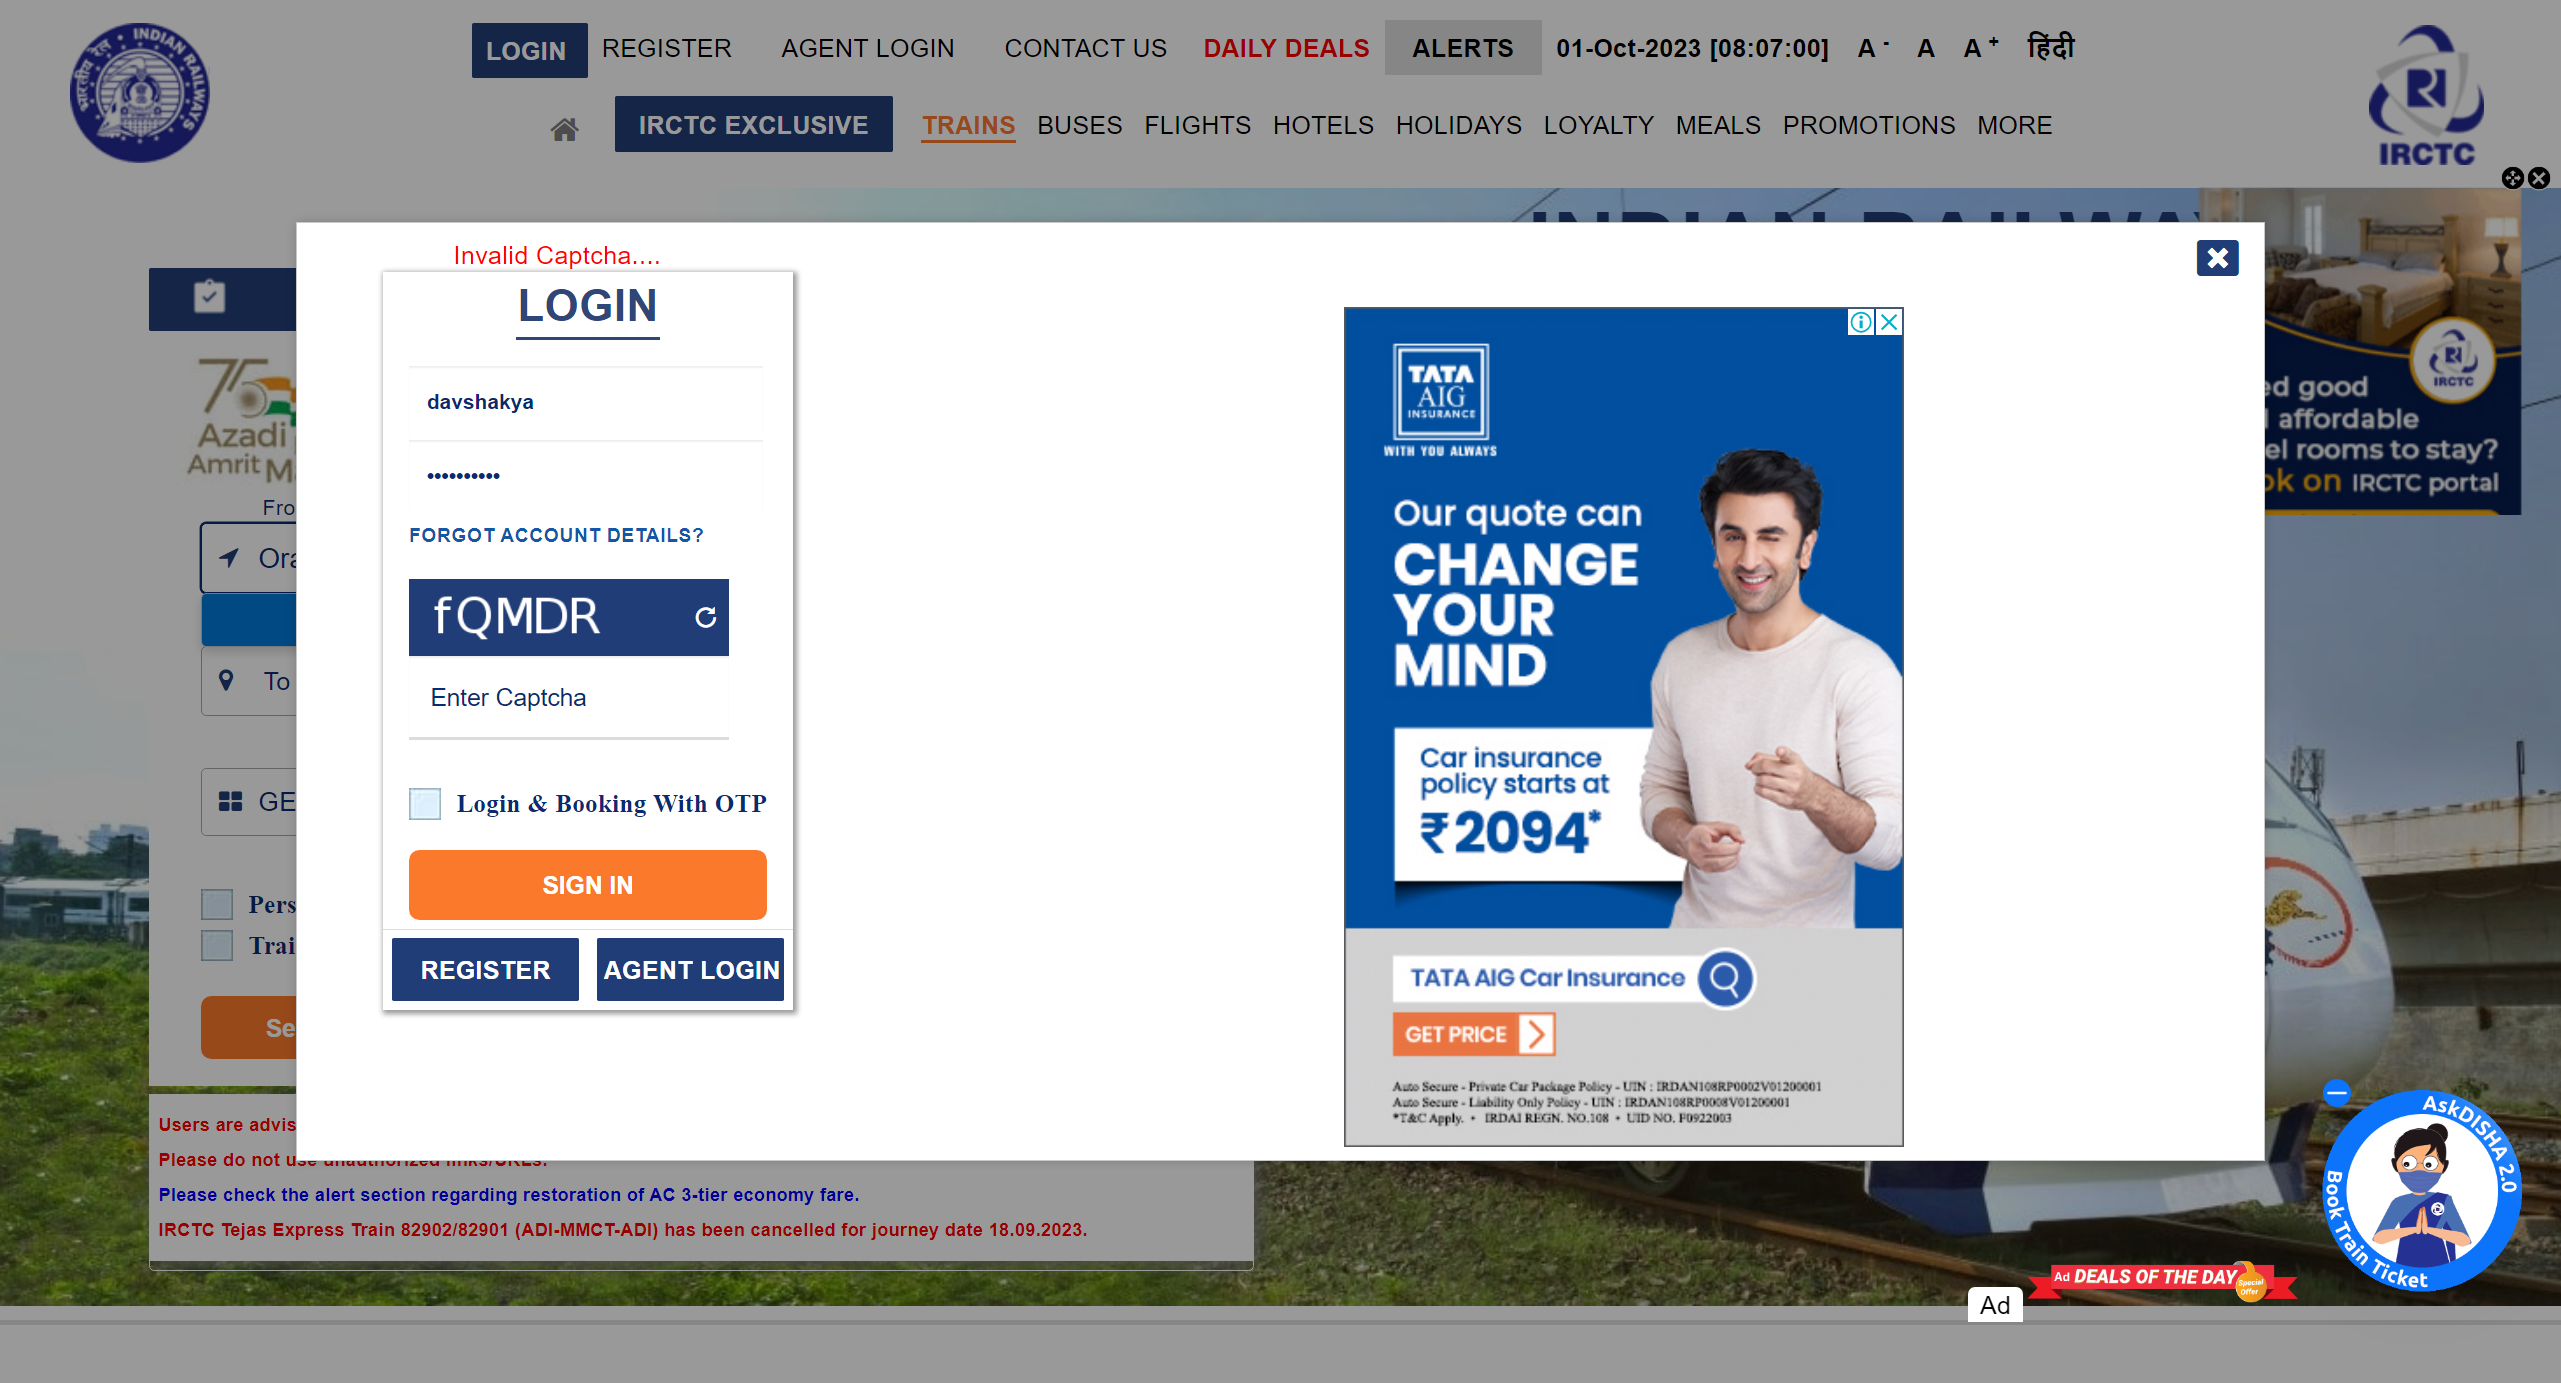 LOGIN REGISTER AGENT LOGIN CONTACT US DAILY DEALS ALERTS 01-Oct-2023 [08:07:00] A - A A + हिंदी
IRCTC EXCLUSIVE TRAINS BUSES FLIGHTS HOTELS HOLIDAYS LOYALTY MEALS PROMOTIONS MORE
INDIAN RAILWAYS
भारतीय रेल
IRCTC
Invalid Captcha....
LOGIN
davshakya
••••••••••
FORGOT ACCOUNT DETAILS?
fQMDR
Enter Captcha
Login & Booking With OTP
SIGN IN
REGISTER AGENT LOGIN
TATA
AIG
INSURANCE
WITH YOU ALWAYS
Our quote can
CHANGE
YOUR
MIND
Car insurance
policy starts at
₹2094*
TATA AIG Car Insurance
GET PRICE
Auto Secure - Private Car Package Policy - UIN : IRDAN108RP0002V01200001
Auto Secure - Liability Only Policy - UIN : IRDAN108RP0008V01200001
*T&C Apply. • IRDAI REGN. NO.108 • UID NO. F0922003
IRCTC
ed good
affordable
el rooms to stay?
ok on IRCTC portal
75
Azadi
Amrit M
Fro
Ora
To
GE
Pers
Trai
Se
Users are advis
Please do not use unauthorized links/URLs.
Please check the alert section regarding restoration of AC 3-tier economy fare.
IRCTC Tejas Express Train 82902/82901 (ADI-MMCT-ADI) has been cancelled for journey date 18.09.2023.
AskDISHA 2.0
Book Train Ticket
Ad DEALS OF THE DAY Special Offer
Ad